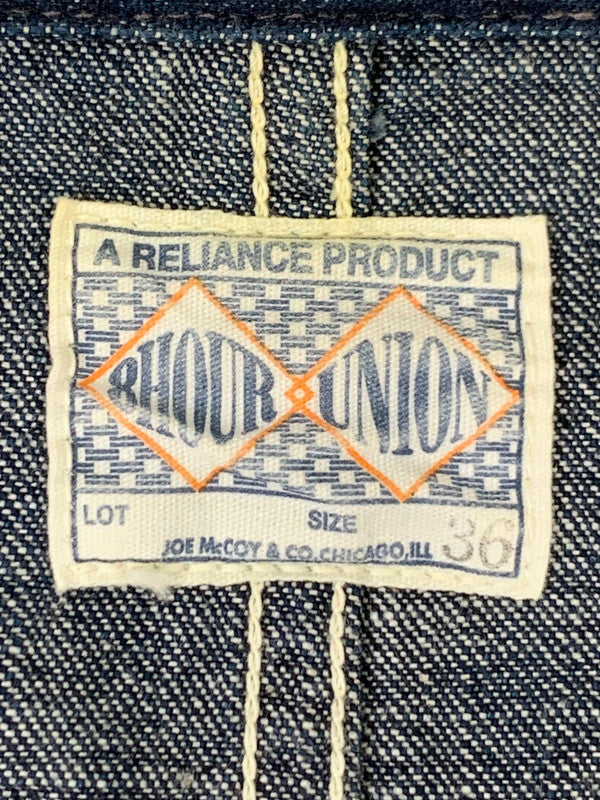 A RELIANCE PRODUCT
8HOUR UNION
LOT SIZE 36
JOE McCOY & CO. CHICAGO, ILL